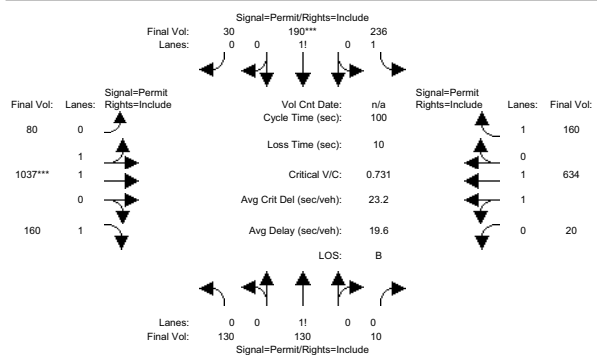 Signal=Permit/Rights=Include
Final Vol: 30 190*** 236
Lanes: 0 0 1! 0 1
Signal=Permit Signal=Permit
Final Vol: Lanes: Rights=Include Vol Cnt Date: n/a Rights=Include Lanes: Final Vol:
Cycle Time (sec): 100
80 0 1 160
Loss Time (sec): 10
1 0
1037*** 1 Critical V/C: 0.731 1 634
0 Avg Crit Del (sec/veh): 23.2 1
160 1 Avg Delay (sec/veh): 19.6 0 20
LOS: B
Lanes: 0 0 1! 0 0
Final Vol: 130 130 10
Signal=Permit/Rights=Include